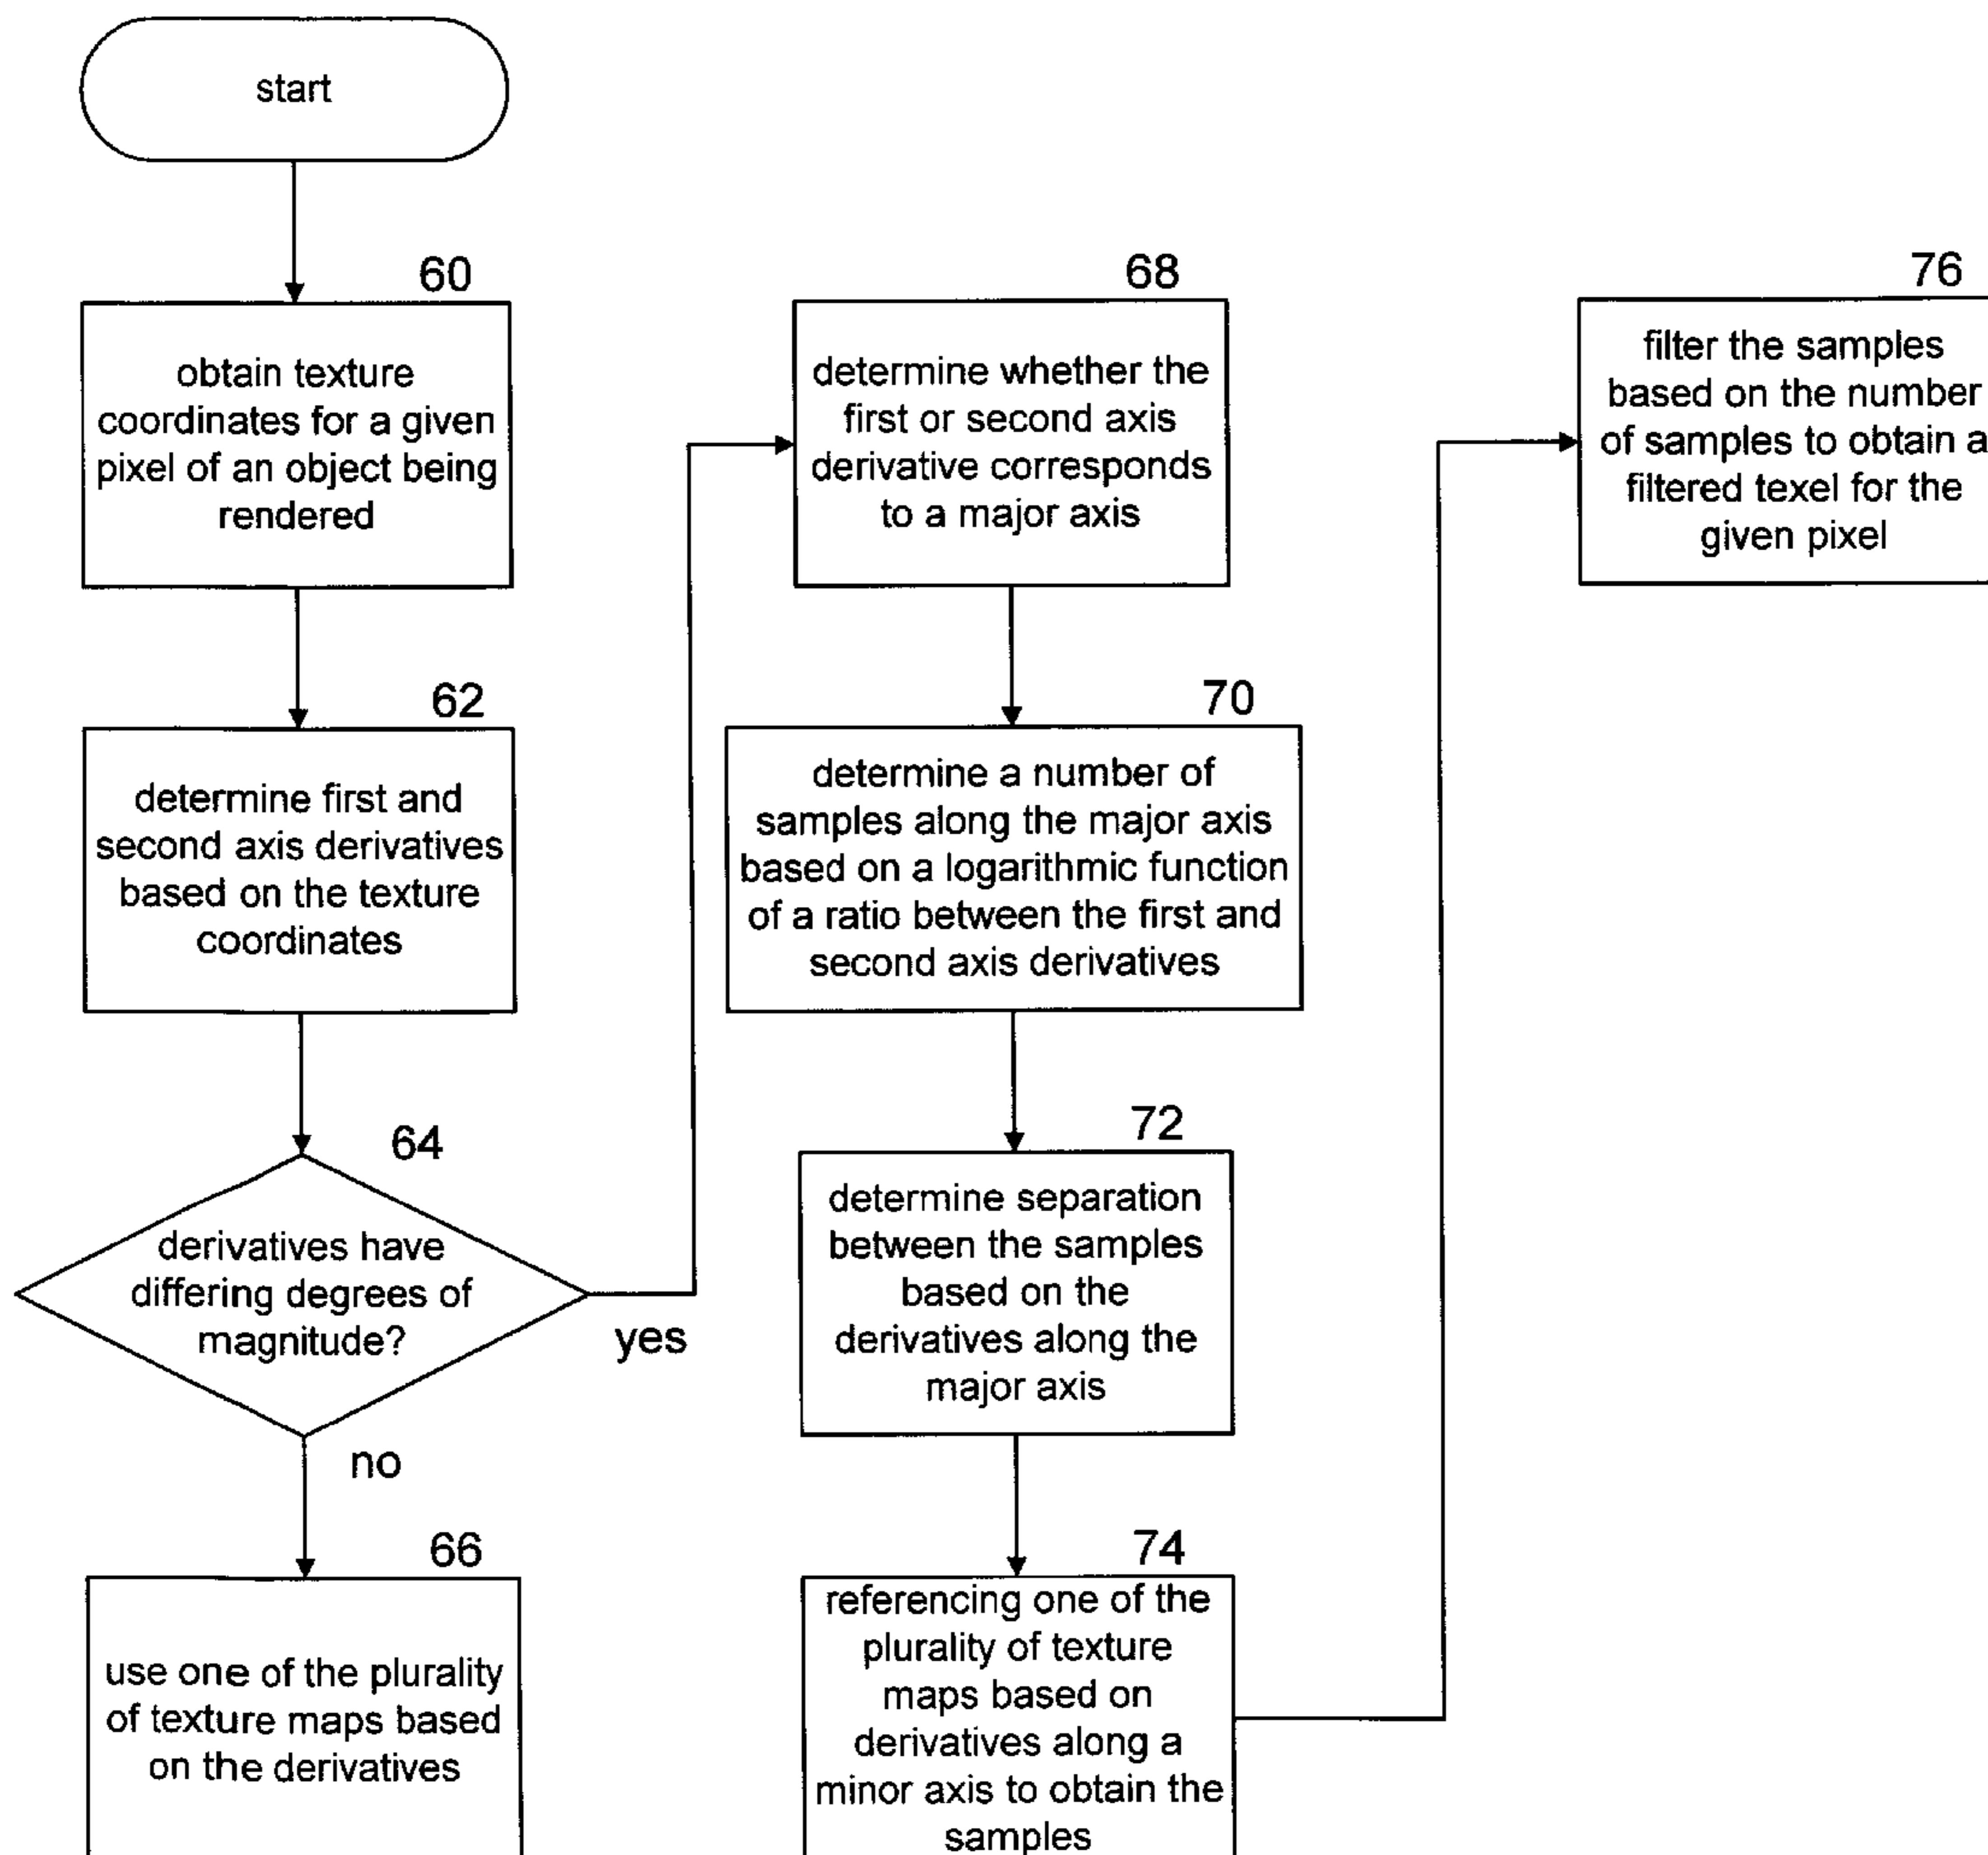 start
60
obtain texture
coordinates for a given
pixel of an object being
rendered
62
determine first and
second axis derivatives
based on the texture
coordinates
64
derivatives have
differing degrees of
magnitude?
yes
no
66
use one of the plurality
of texture maps based
on the derivatives
68
determine whether the
first or second axis
derivative corresponds
to a major axis
70
determine a number of
samples along the major axis
based on a logarithmic function
of a ratio between the first and
second axis derivatives
72
determine separation
between the samples
based on the
derivatives along the
major axis
74
referencing one of the
plurality of texture
maps based on
derivatives along a
minor axis to obtain the
samples
76
filter the samples
based on the number
of samples to obtain a
filtered texel for the
given pixel